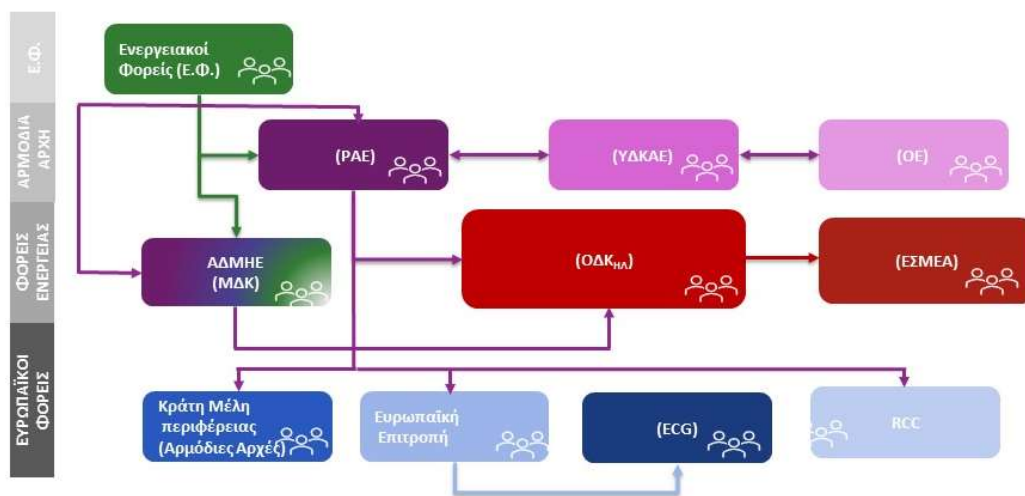 Ε.Φ.
Ενεργειακοί
Φορείς (Ε.Φ.)
ΑΡΜΟΔΙΑ
ΑΡΧΗ
(ΡΑΕ)
(ΥΔΚΑΕ)
(ΟΕ)
ΦΟΡΕΙΣ
ΕΝΕΡΓΕΙΑΣ
ΑΔΜΗΕ
(ΜΔΚ)
(ΟΔΚΗΛ)
(ΕΣΜΕΑ)
ΕΥΡΩΠΑΪΚΟΙ
ΦΟΡΕΙΣ
Κράτη Μέλη
περιφέρειας
(Αρμόδιες Αρχές)
Ευρωπαϊκή
Επιτροπή
(ECG)
RCC